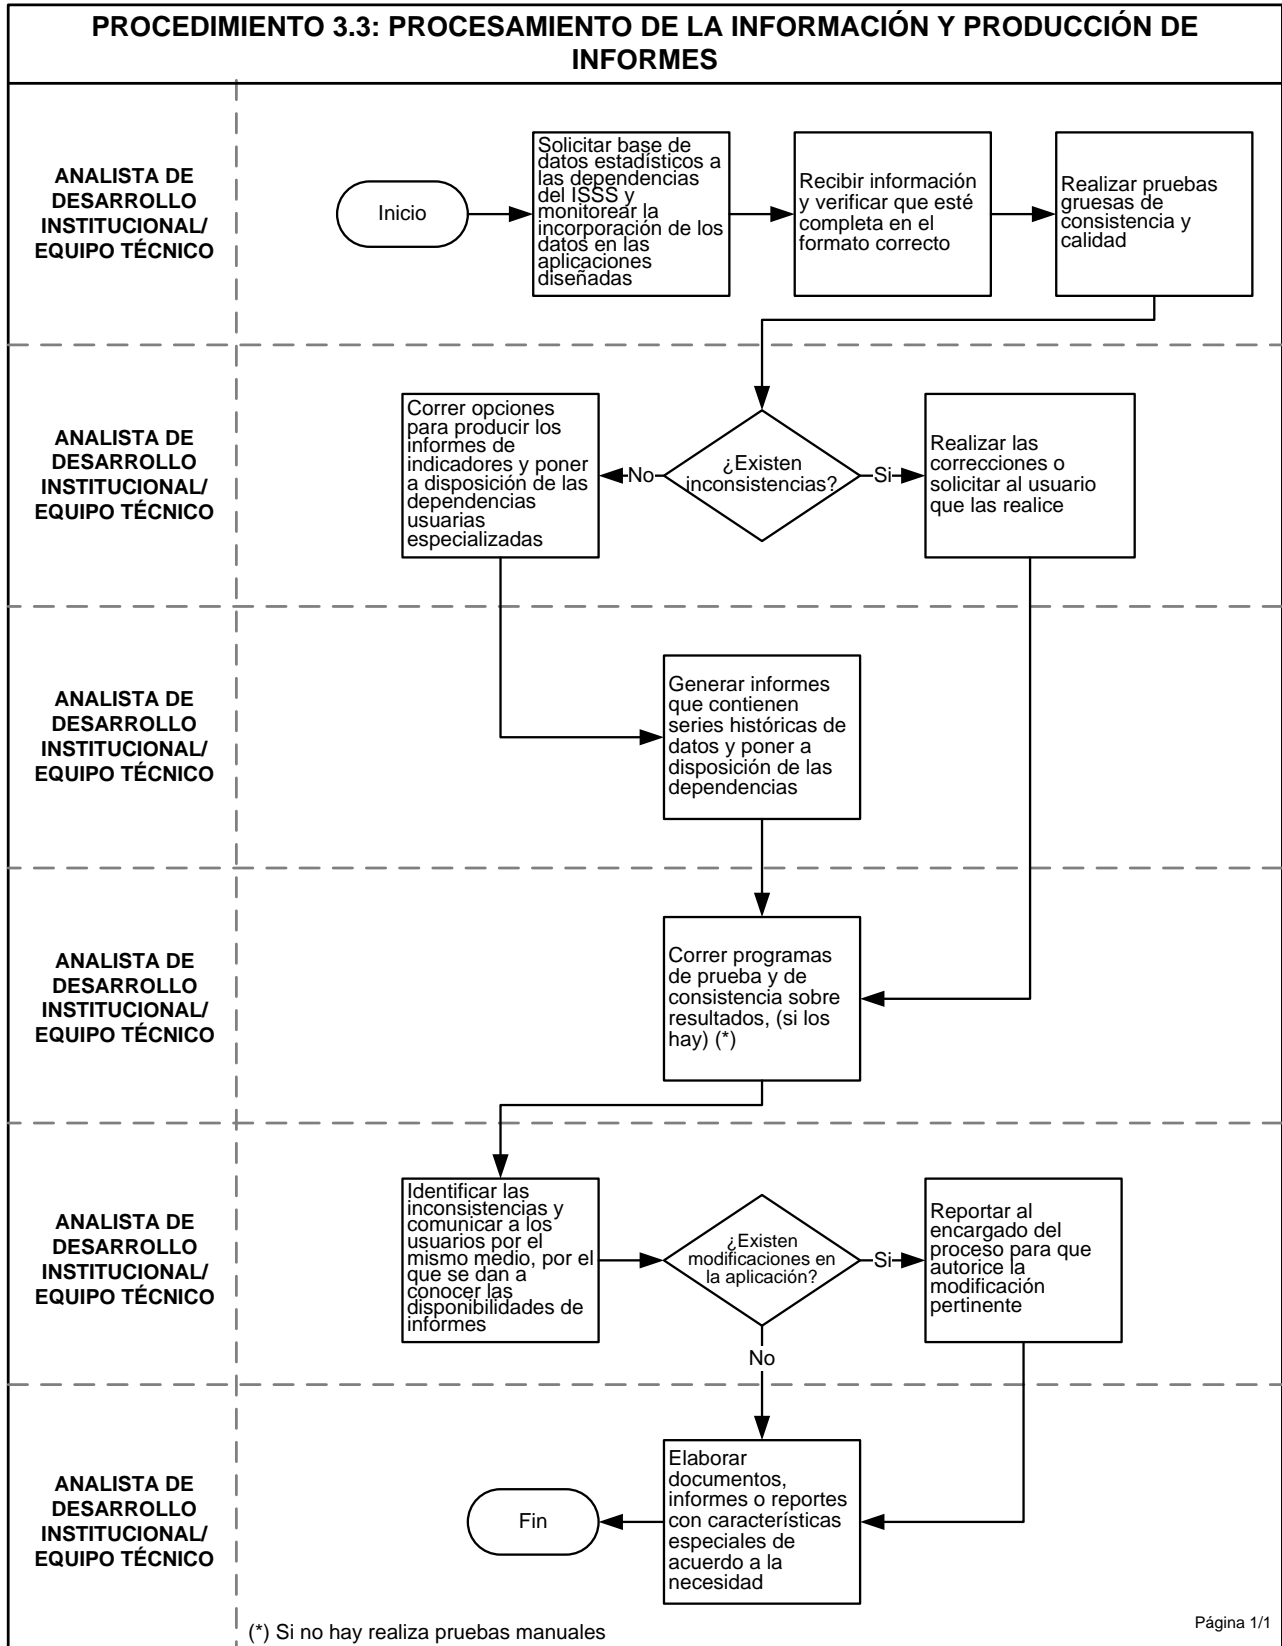 PROCEDIMIENTO 3.3: PROCESAMIENTO DE LA INFORMACIÓN Y PRODUCCIÓN DE
INFORMES
ANALISTA DE
DESARROLLO
INSTITUCIONAL/
EQUIPO TÉCNICO
Inicio
Solicitar base de
datos estadísticos a
las dependencias
del ISSS y
monitorear la
incorporación de los
datos en las
aplicaciones
diseñadas
Recibir información
y verificar que esté
completa en el
formato correcto
Realizar pruebas
gruesas de
consistencia y
calidad
ANALISTA DE
DESARROLLO
INSTITUCIONAL/
EQUIPO TÉCNICO
Correr opciones
para producir los
informes de
indicadores y poner
a disposición de las
dependencias
usuarias
especializadas
No
¿Existen
inconsistencias?
Si
Realizar las
correcciones o
solicitar al usuario
que las realice
ANALISTA DE
DESARROLLO
INSTITUCIONAL/
EQUIPO TÉCNICO
Generar informes
que contienen
series históricas de
datos y poner a
disposición de las
dependencias
ANALISTA DE
DESARROLLO
INSTITUCIONAL/
EQUIPO TÉCNICO
Correr programas
de prueba y de
consistencia sobre
resultados, (si los
hay) (*)
ANALISTA DE
DESARROLLO
INSTITUCIONAL/
EQUIPO TÉCNICO
Identificar las
inconsistencias y
comunicar a los
usuarios por el
mismo medio, por el
que se dan a
conocer las
disponibilidades de
informes
¿Existen
modificaciones en
la aplicación?
Si
Reportar al
encargado del
proceso para que
autorice la
modificación
pertinente
No
ANALISTA DE
DESARROLLO
INSTITUCIONAL/
EQUIPO TÉCNICO
Fin
Elaborar
documentos,
informes o reportes
con características
especiales de
acuerdo a la
necesidad
(*) Si no hay realiza pruebas manuales
Página 1/1